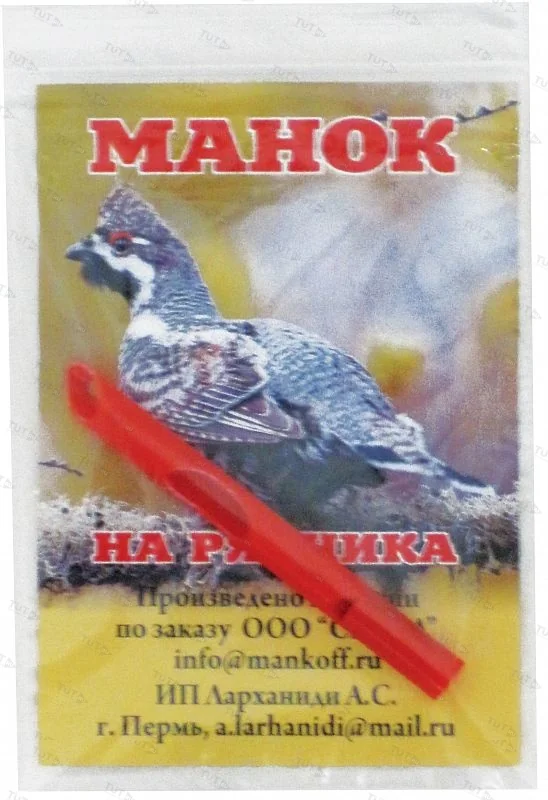 МАНОК
НА
Произведено
по заказу ООО
info@mankoff.ru
ИП Ларханиди А.С.
г. Пермь, a.larhanidi@mail.ru